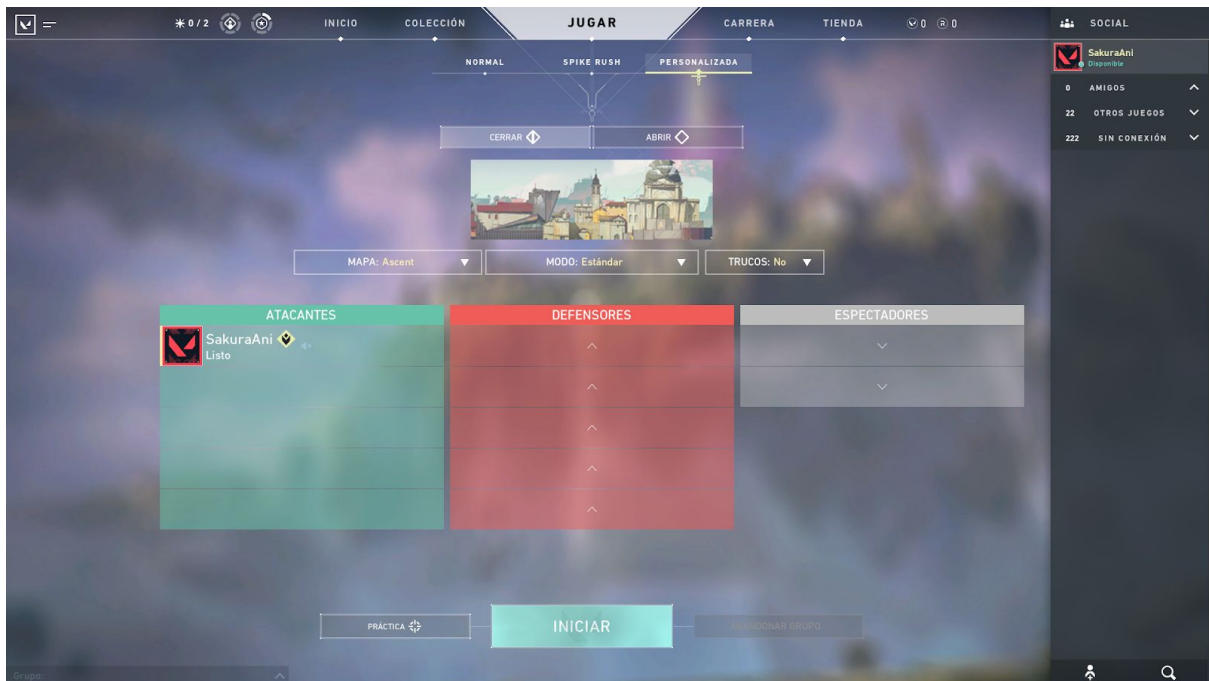 0 / 2
INICIO
COLECCIÓN
JUGAR
CARRERA
TIENDA
0
0
SOCIAL
NORMAL
SPIKE RUSH
PERSONALIZADA
SakuraAni
Disponible
0 AMIGOS
22 OTROS JUEGOS
222 SIN CONEXIÓN
CERRAR
ABRIR
MAPA: Ascent
MODO: Estándar
TRUCOS: No
ATACANTES
DEFENSORES
ESPECTADORES
SakuraAni
Listo
PRÁCTICA
INICIAR
ABANDONAR GRUPO
Grupo: